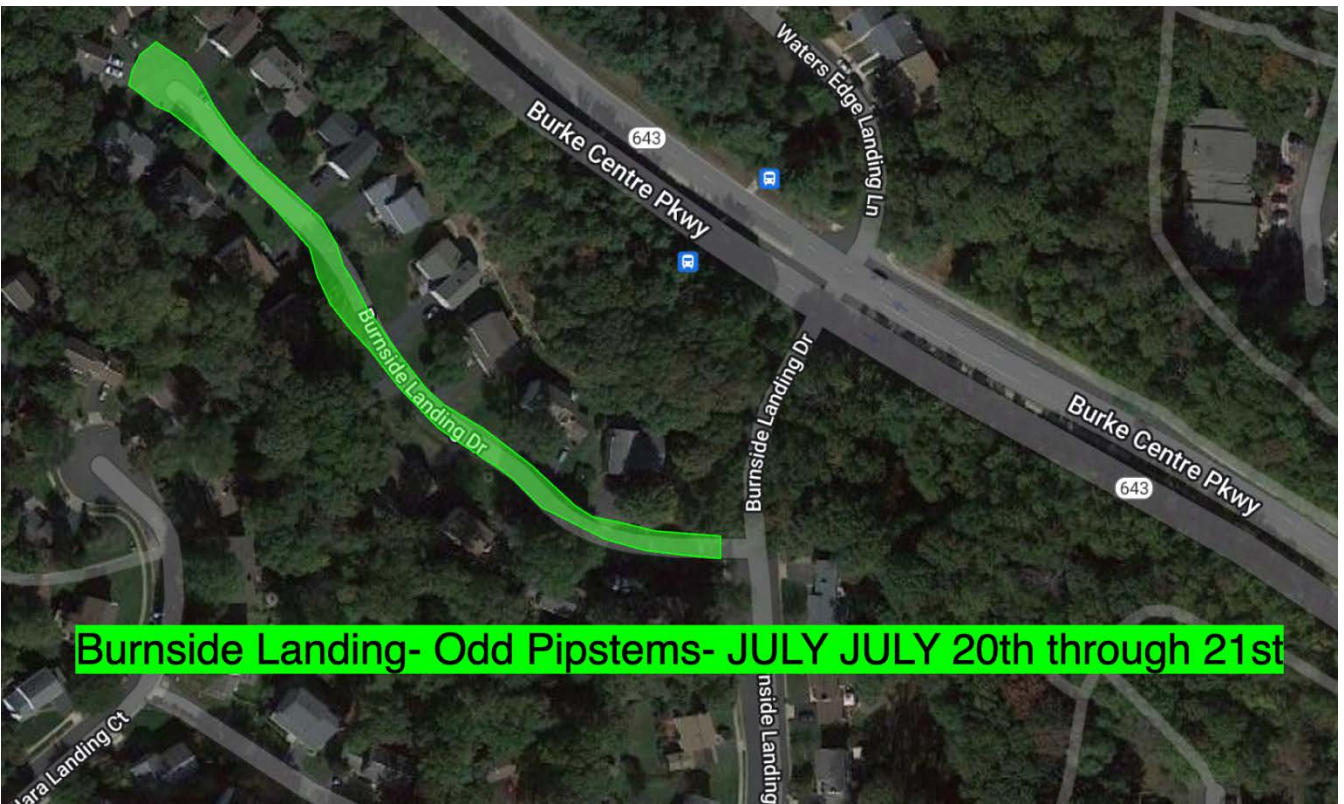 Waters Edge Landing Ln
643
Burke Centre Pkwy
Burnside Landing Dr
Burnside Landing Dr
Burke Centre Pkwy
643
Burnside Landing- Odd Pipstems- JULY JULY 20th through 21st
nside Landing
lara Landing Ct